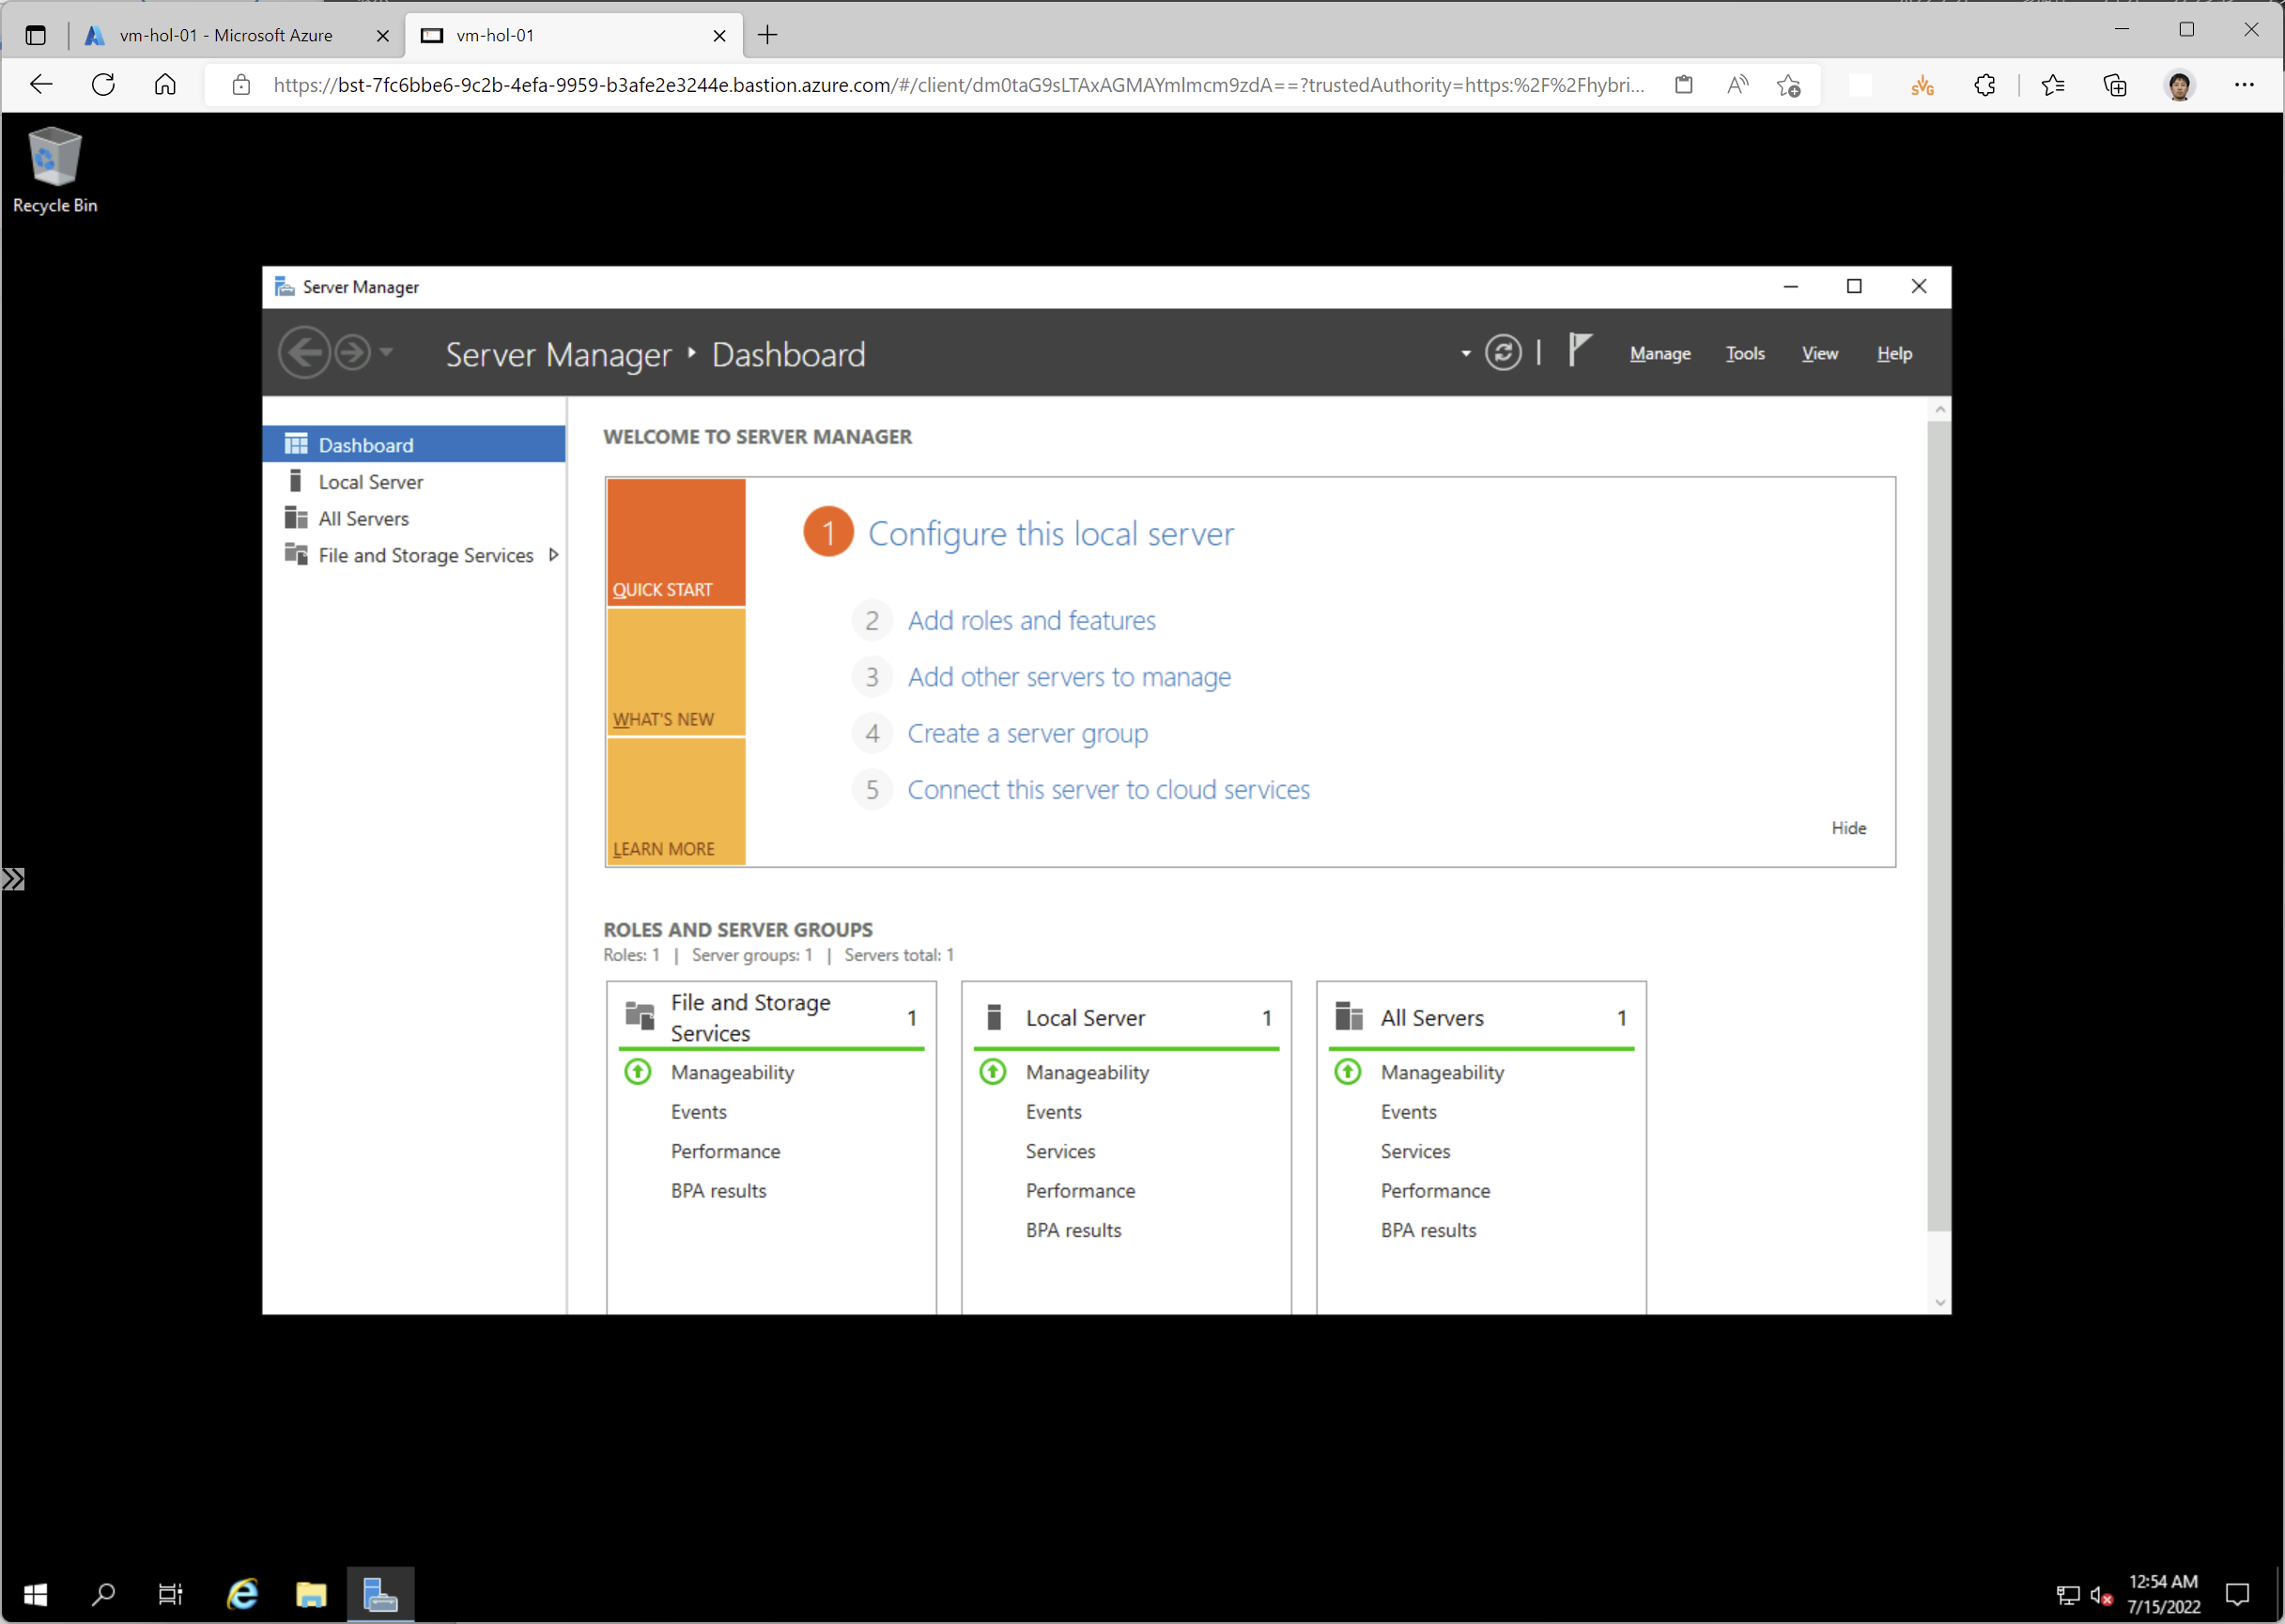 vm-hol-01 - Microsoft Azure
vm-hol-01
https://bst-7fc6bbe6-9c2b-4efa-9959-b3afe2e3244e.bastion.azure.com/#/client/dm0taG9sLTAxAGMAYmlmcm9zdA==?trustedAuthority=https:%2F%2Fhybri...
SVG
Recycle Bin
Server Manager
Server Manager Dashboard
Manage Tools View Help
Dashboard
Local Server
All Servers
File and Storage Services
WELCOME TO SERVER MANAGER
QUICK START
WHAT'S NEW
LEARN MORE
1 Configure this local server
2 Add roles and features
3 Add other servers to manage
4 Create a server group
5 Connect this server to cloud services
Hide
ROLES AND SERVER GROUPS
Roles: 1 | Server groups: 1 | Servers total: 1
File and Storage
Services
1
Manageability
Events
Performance
BPA results
Local Server 1
Manageability
Events
Services
Performance
BPA results
All Servers 1
Manageability
Events
Services
Performance
BPA results
12:54 AM
7/15/2022